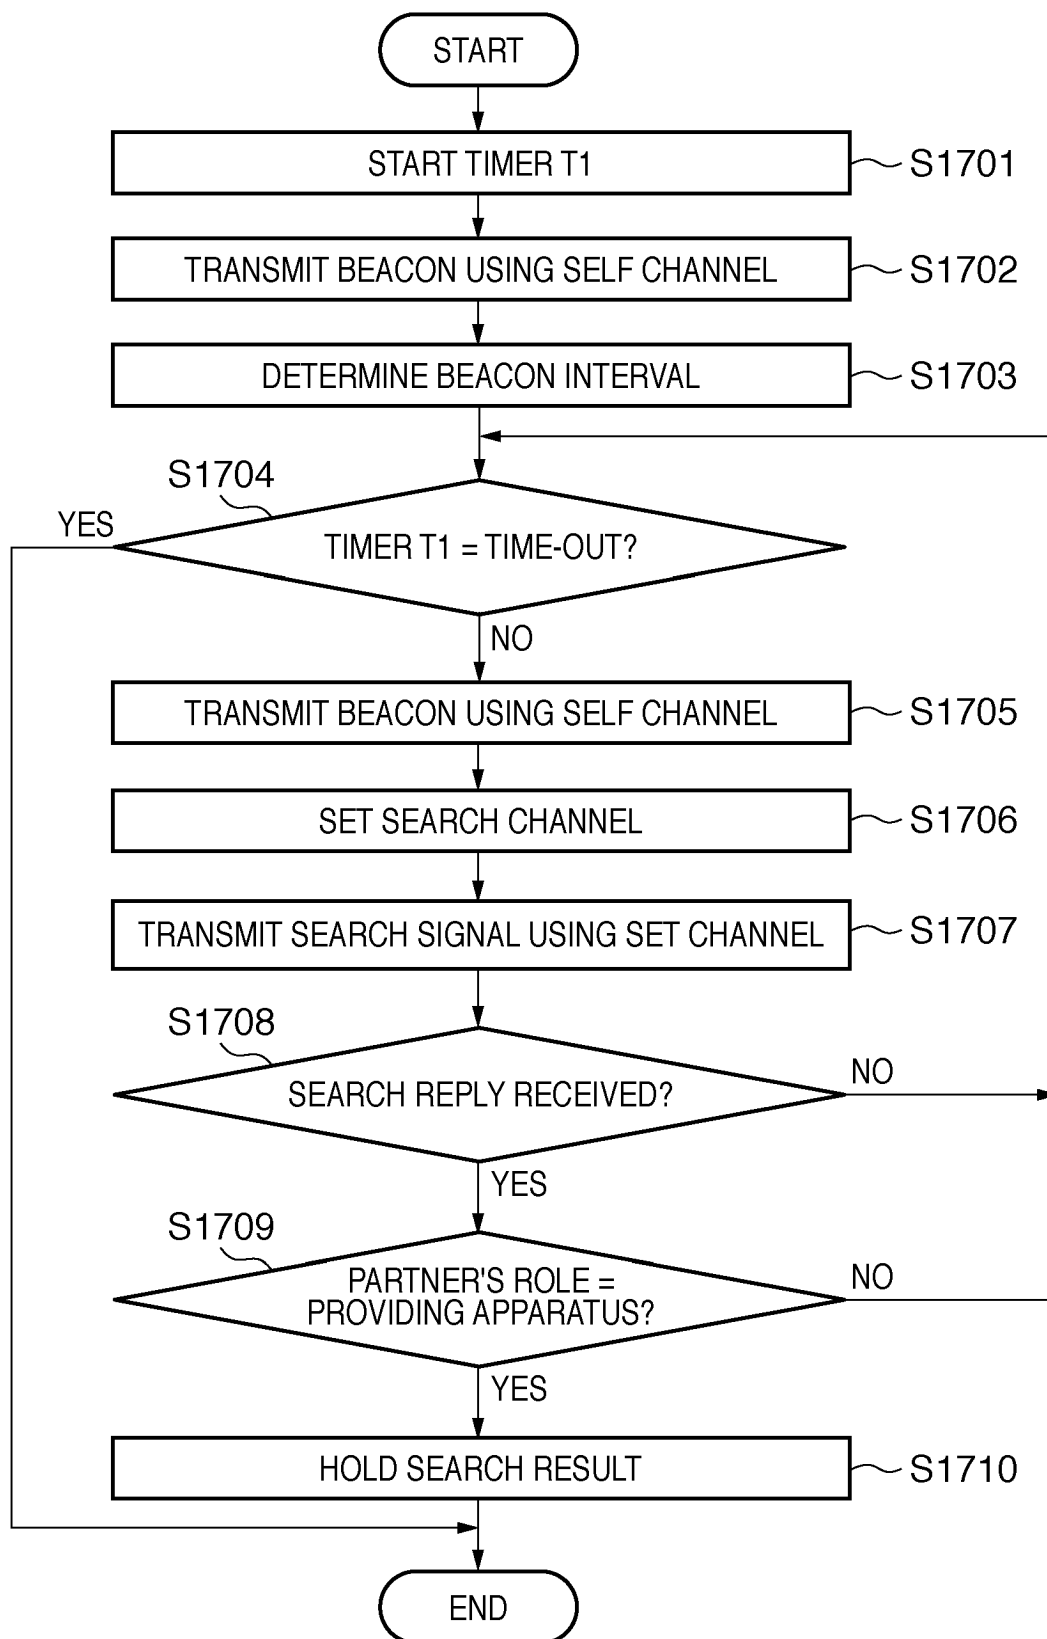 START
START TIMER T1
S1701
TRANSMIT BEACON USING SELF CHANNEL
S1702
DETERMINE BEACON INTERVAL
S1703
S1704
YES
TIMER T1 = TIME-OUT?
NO
TRANSMIT BEACON USING SELF CHANNEL
S1705
SET SEARCH CHANNEL
S1706
TRANSMIT SEARCH SIGNAL USING SET CHANNEL
S1707
S1708
SEARCH REPLY RECEIVED?
NO
YES
S1709
PARTNER'S ROLE =
PROVIDING APPARATUS?
NO
YES
HOLD SEARCH RESULT
S1710
END